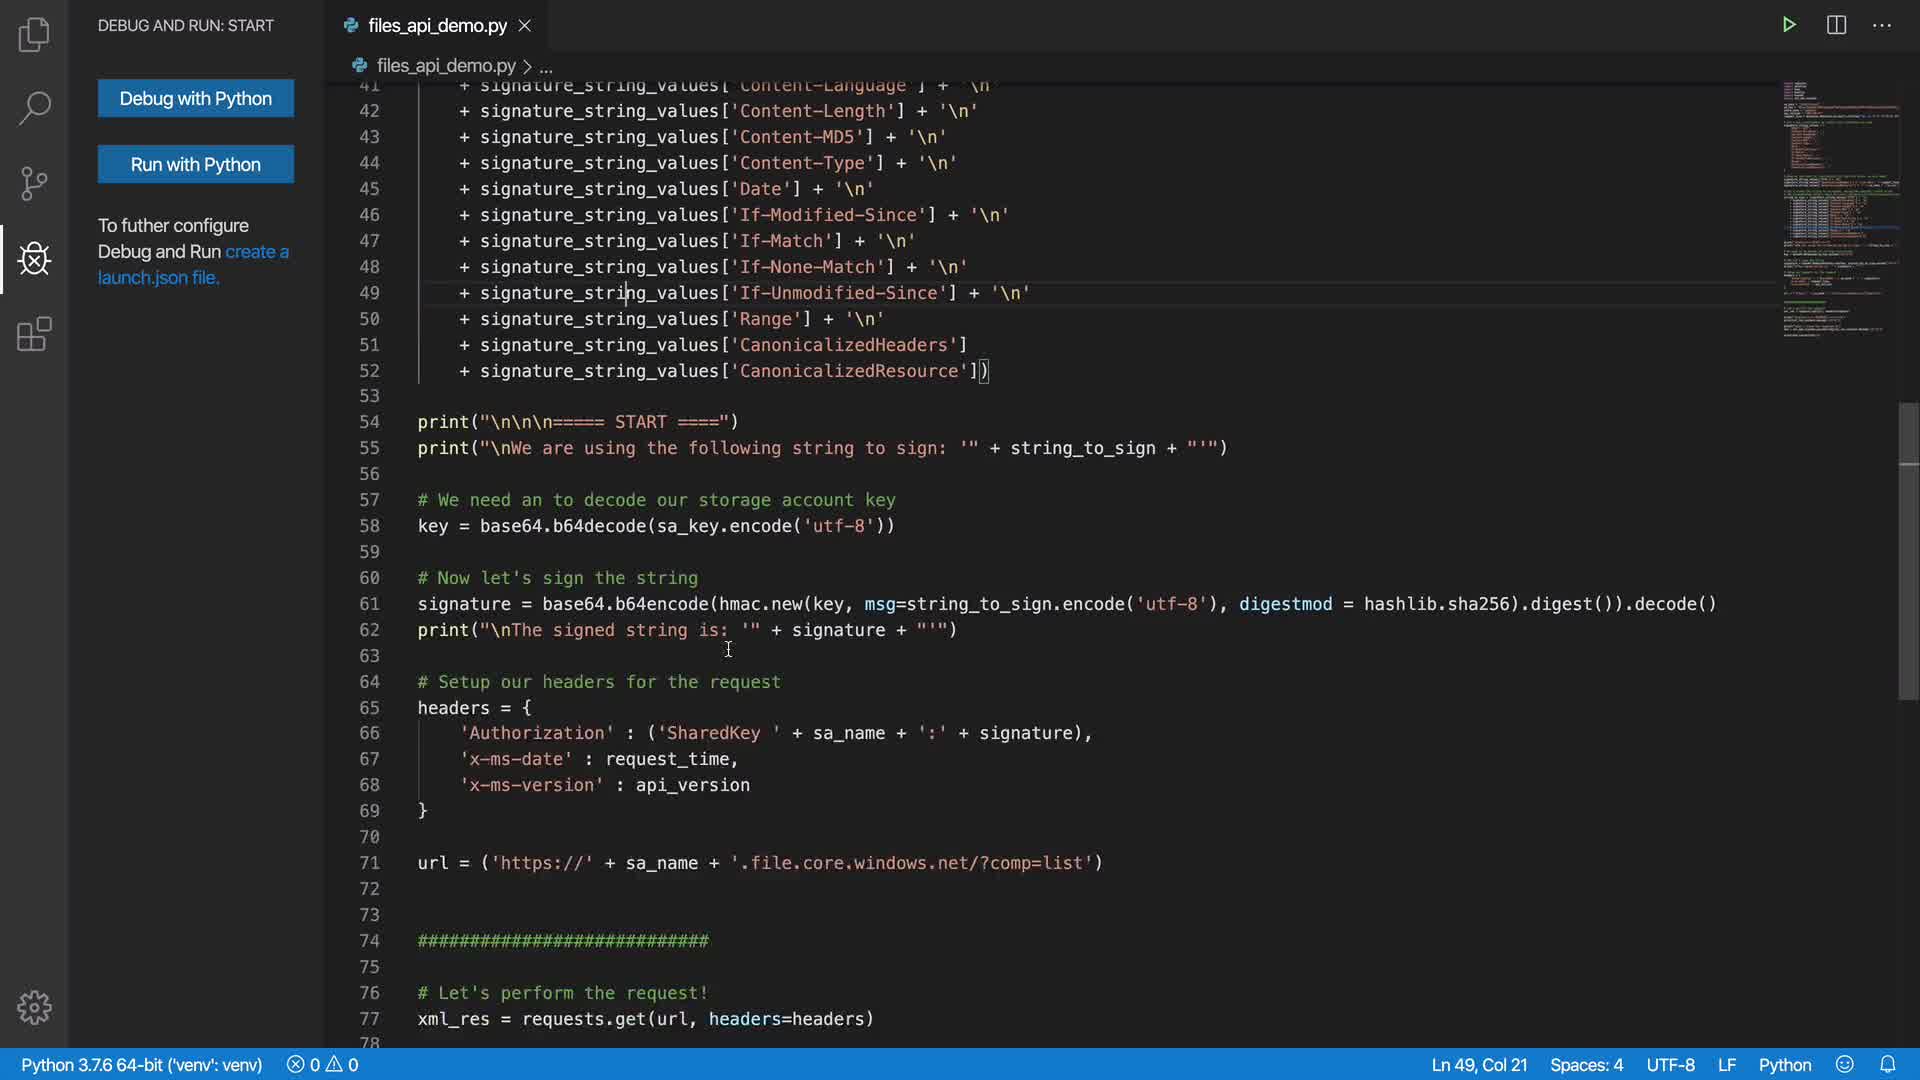 DEBUG AND RUN: START
Debug with Python
Run with Python
To futher configure
Debug and Run create a
launch.json file.
files_api_demo.py
files_api_demo.py > ...
41 + signature_string_values['Content-Language'] + '\n'
42 + signature_string_values['Content-Length'] + '\n'
43 + signature_string_values['Content-MD5'] + '\n'
44 + signature_string_values['Content-Type'] + '\n'
45 + signature_string_values['Date'] + '\n'
46 + signature_string_values['If-Modified-Since'] + '\n'
47 + signature_string_values['If-Match'] + '\n'
48 + signature_string_values['If-None-Match'] + '\n'
49 + signature_string_values['If-Unmodified-Since'] + '\n'
50 + signature_string_values['Range'] + '\n'
51 + signature_string_values['CanonicalizedHeaders']
52 + signature_string_values['CanonicalizedResource'])
53
54 print("\n\n\n===== START ====")
55 print("\nWe are using the following string to sign: '" + string_to_sign + "'")
56
57 # We need an to decode our storage account key
58 key = base64.b64decode(sa_key.encode('utf-8'))
59
60 # Now let's sign the string
61 signature = base64.b64encode(hmac.new(key, msg=string_to_sign.encode('utf-8'), digestmod = hashlib.sha256).digest()).decode()
62 print("\nThe signed string is: '" + signature + "'")
63
64 # Setup our headers for the request
65 headers = {
66 'Authorization' : ('SharedKey ' + sa_name + ':' + signature),
67 'x-ms-date' : request_time,
68 'x-ms-version' : api_version
69 }
70
71 url = ('https://' + sa_name + '.file.core.windows.net/?comp=list')
72
73
74 ############################
75
76 # Let's perform the request!
77 xml_res = requests.get(url, headers=headers)
78
Python 3.7.6 64-bit ('venv': venv) 0 0 Ln 49, Col 21 Spaces: 4 UTF-8 LF Python